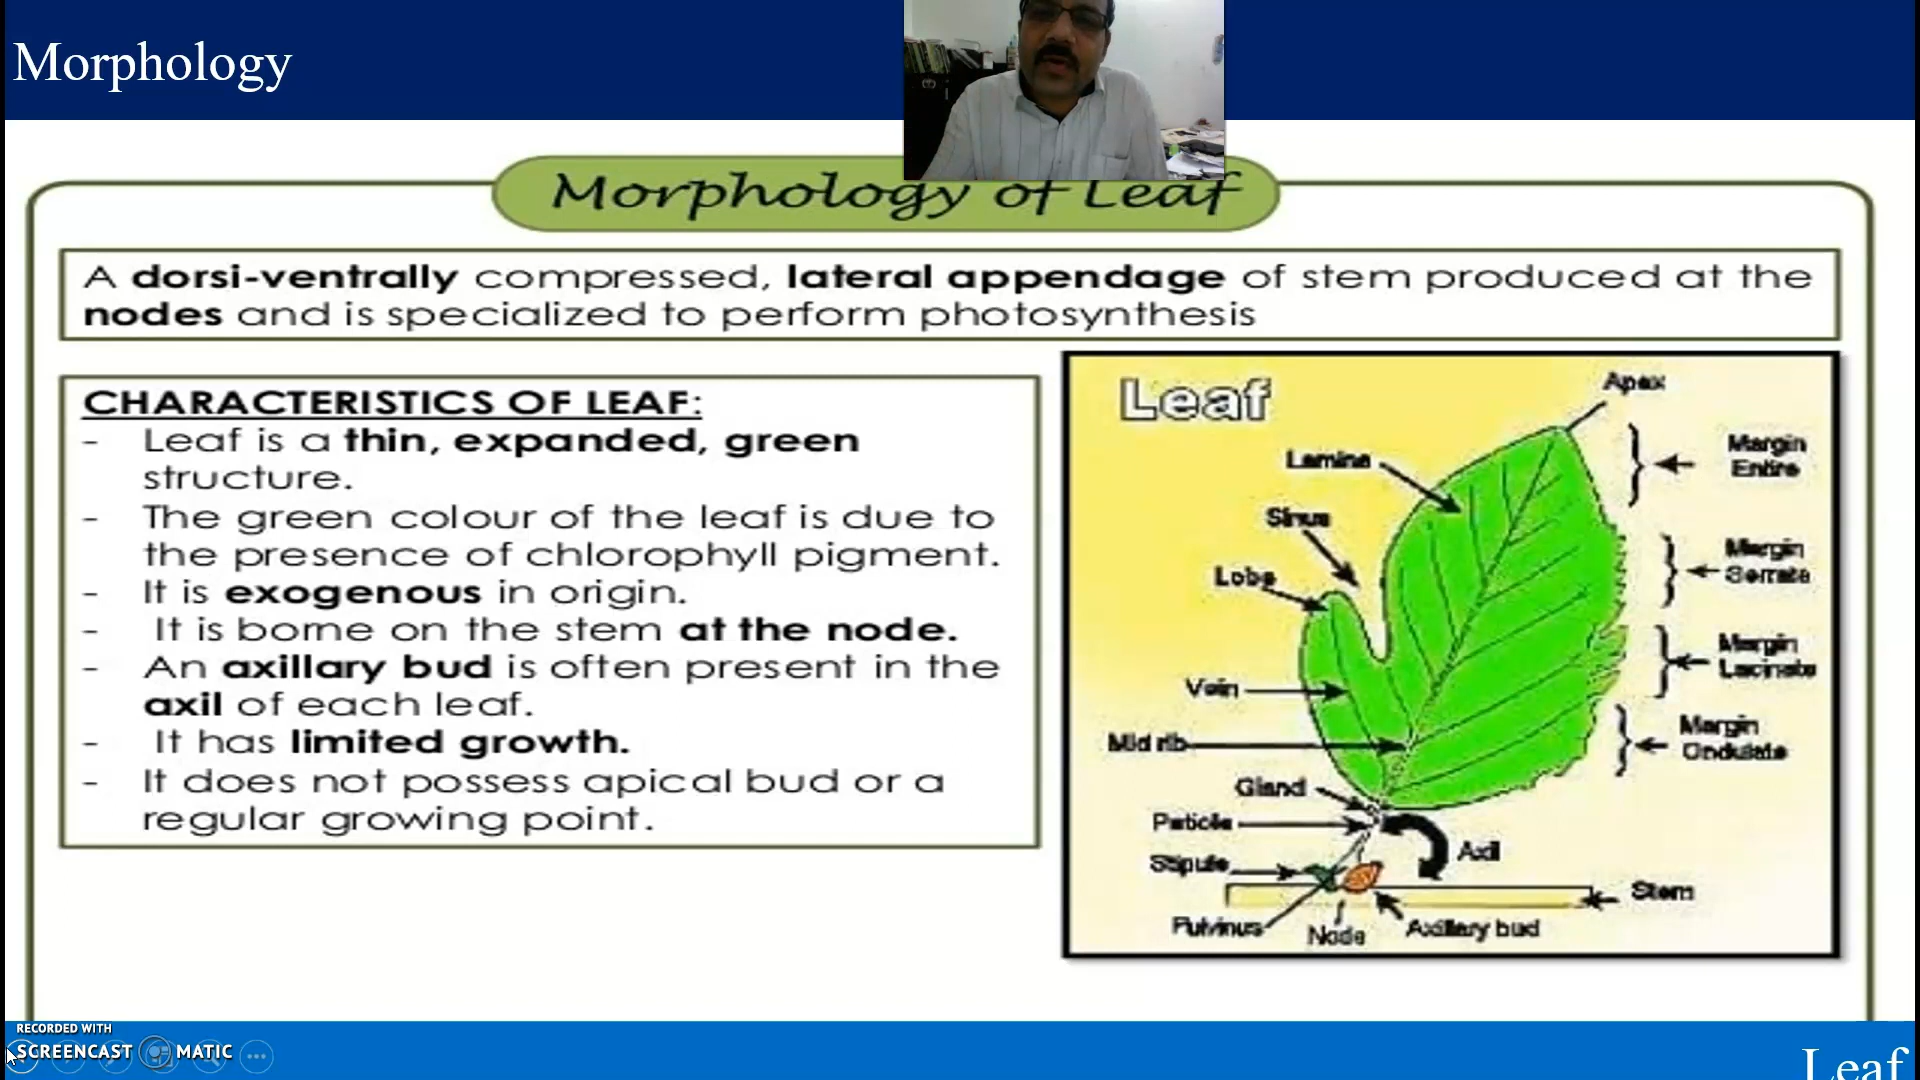 Morphology
Morphology of Leaf
A dorsi-ventrally compressed, lateral appendage of stem produced at the
nodes and is specialized to perform photosynthesis
CHARACTERISTICS OF LEAF:
- Leaf is a thin, expanded, green
structure.
- The green colour of the leaf is due to
the presence of chlorophyll pigment.
- It is exogenous in origin.
- It is borne on the stem at the node.
- An axillary bud is often present in the
axil of each leaf.
- It has limited growth.
- It does not possess apical bud or a
regular growing point.
Leaf
Apex
Lamina
Margin
Entire
Sinus
Margin
Serrate
Lobe
Margin
Lacinate
Vein
Margin
Undulate
Mid rib
Gland
Petiole
Axil
Stipule
Stem
Pulvinus
Node
Axillary bud
RECORDED WITH
SCREENCAST MATIC
Leaf